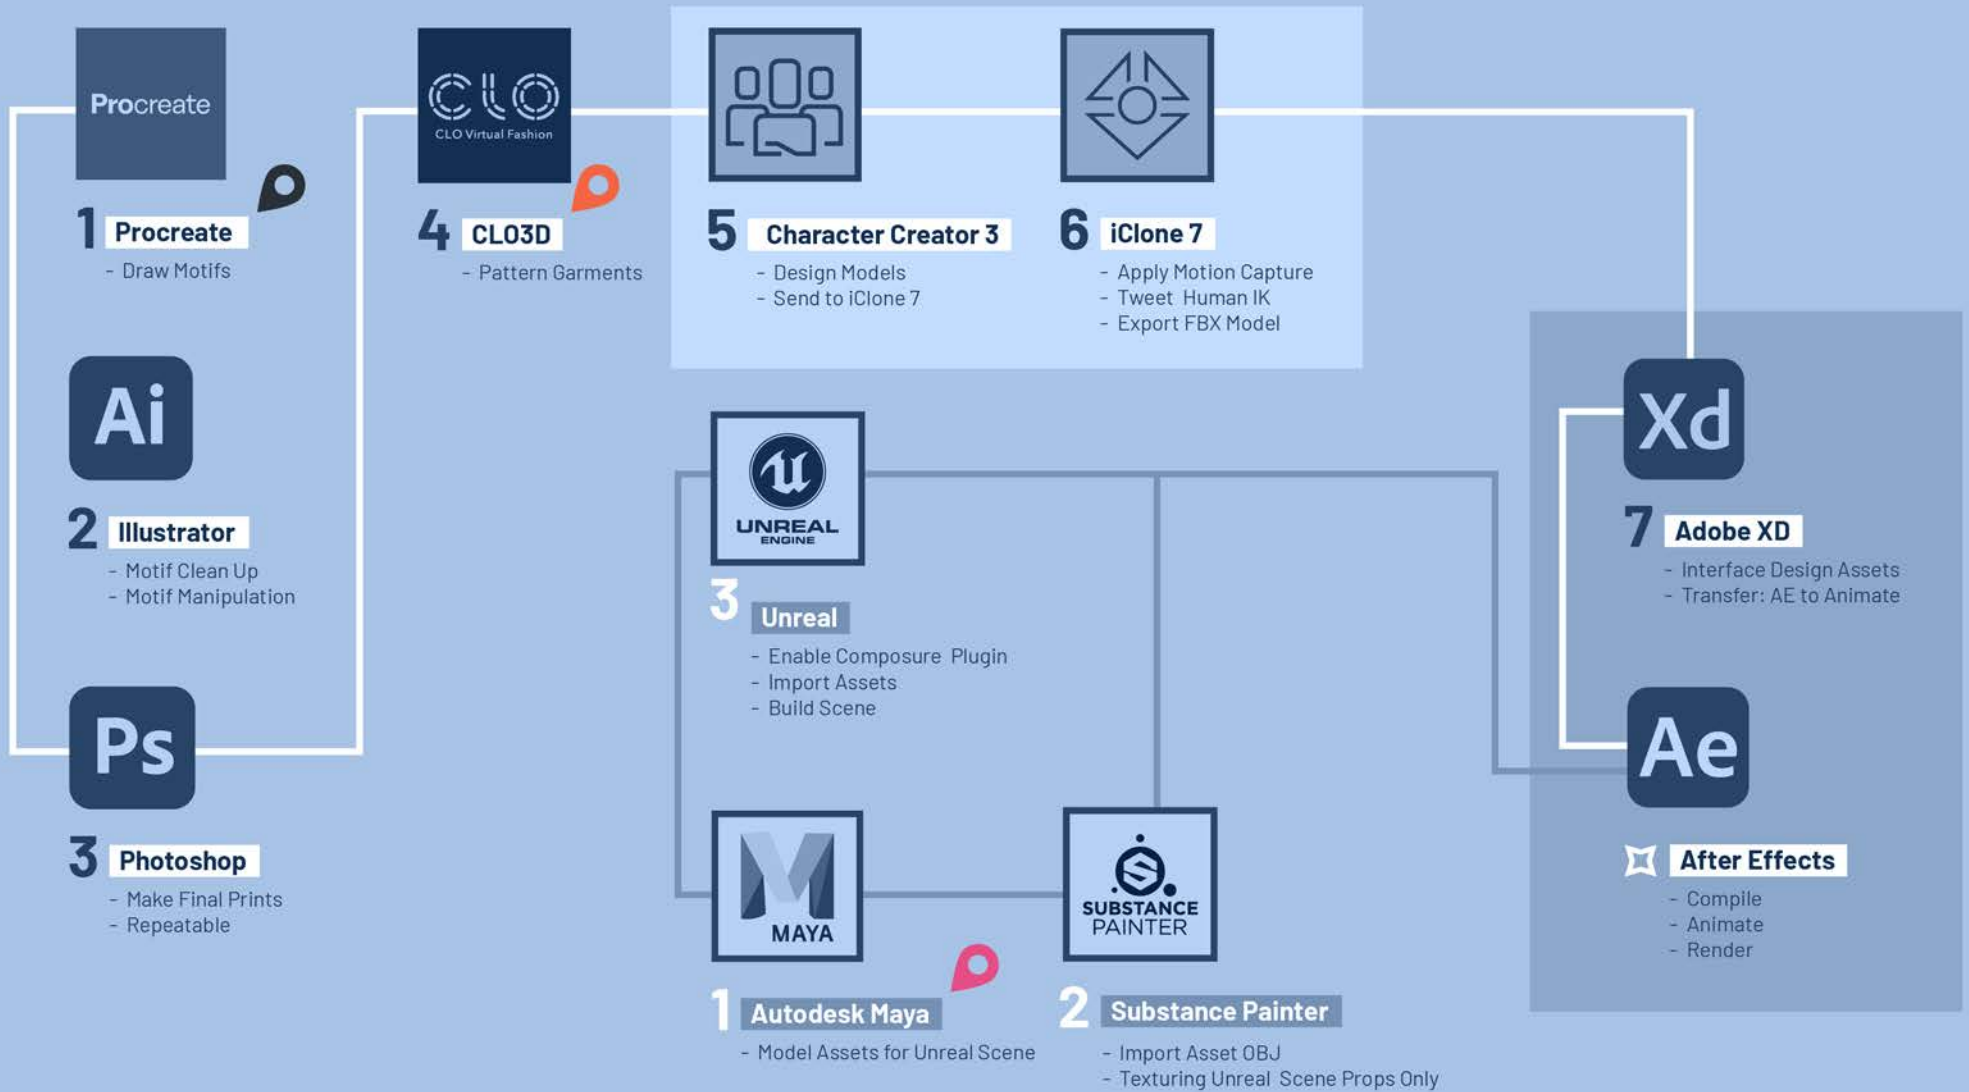 Procreate
1 Procreate
- Draw Motifs
Ai
2 Illustrator
- Motif Clean Up
- Motif Manipulation
Ps
3 Photoshop
- Make Final Prints
- Repeatable
CLO
CLO Virtual Fashion
4 CLO3D
- Pattern Garments
5 Character Creator 3
- Design Models
- Send to iClone 7
6 iClone 7
- Apply Motion Capture
- Tweet Human IK
- Export FBX Model
Xd
7 Adobe XD
- Interface Design Assets
- Transfer: AE to Animate
Ae
After Effects
- Compile
- Animate
- Render
UNREAL
ENGINE
3 Unreal
- Enable Composure Plugin
- Import Assets
- Build Scene
MAYA
1 Autodesk Maya
- Model Assets for Unreal Scene
SUBSTANCE
PAINTER
2 Substance Painter
- Import Asset OBJ
- Texturing Unreal Scene Props Only